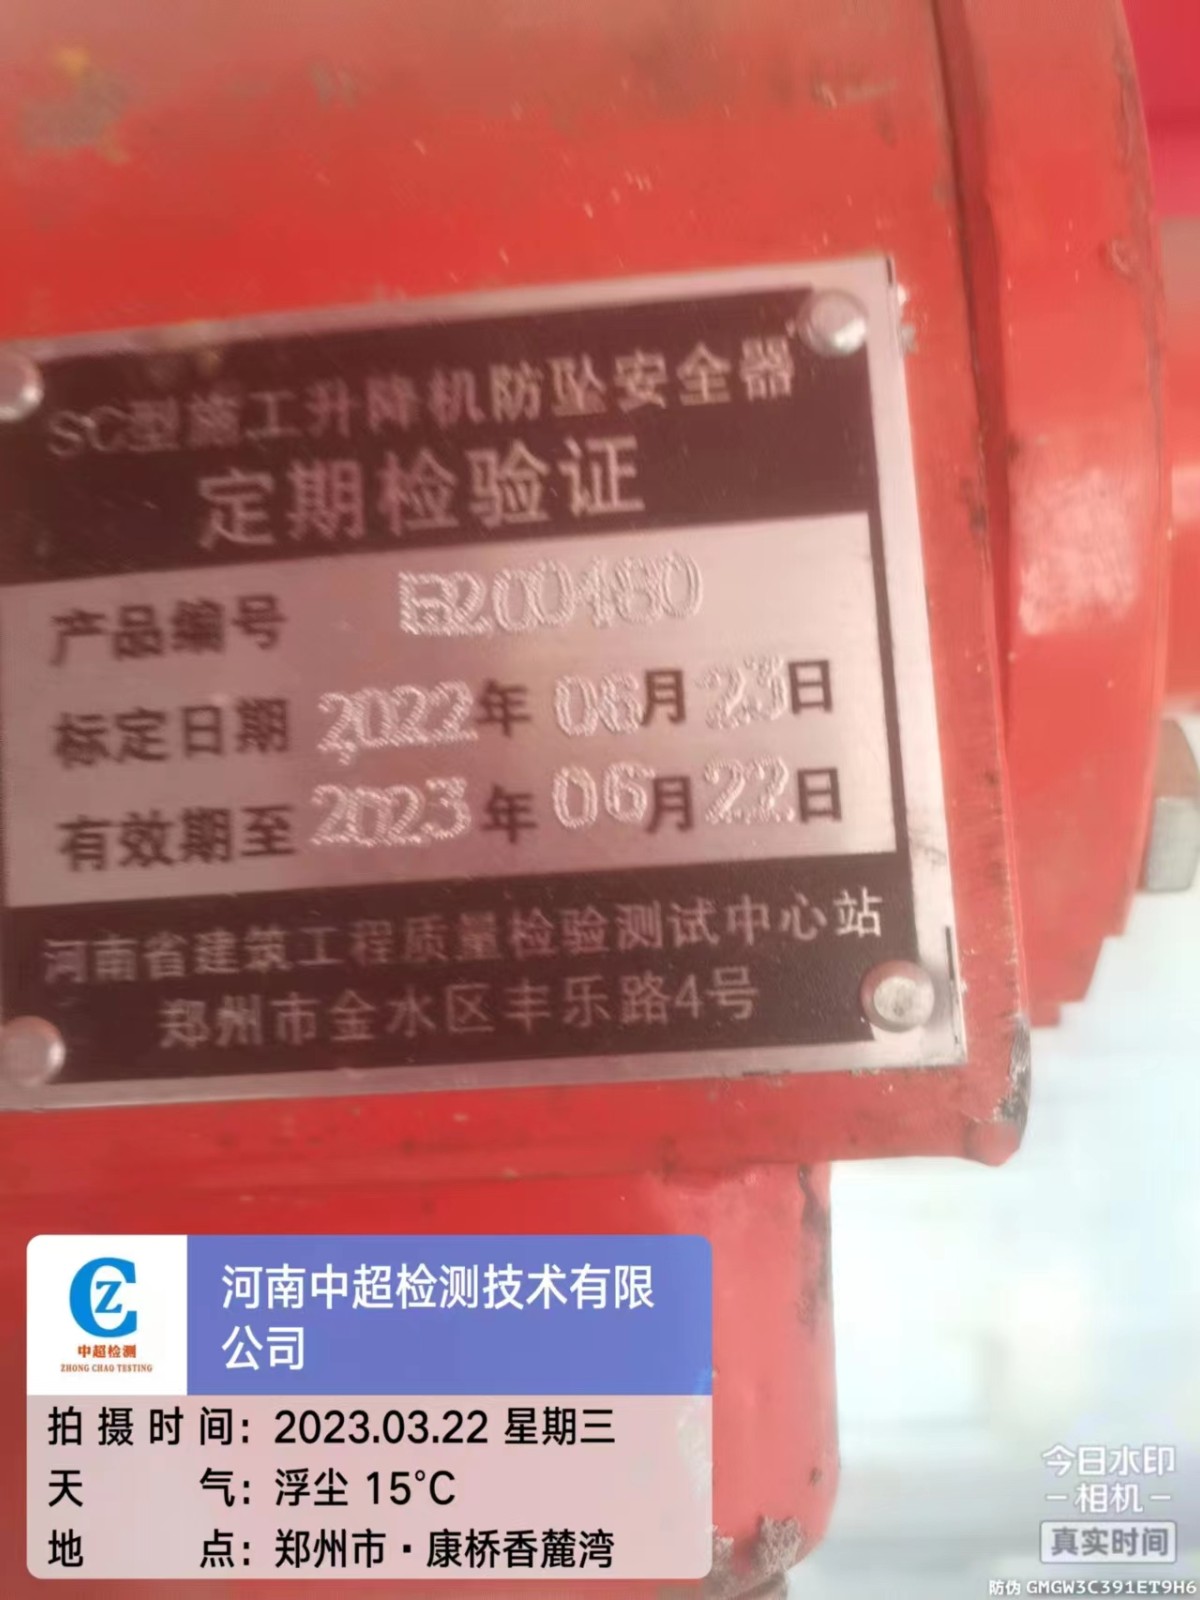 SC型施工升降机防坠安全器
定期检验证
产品编号 B200480
标定日期 2022年 06月 23日
有效期至 2023年 06月 22日
河南省建筑工程质量检验测试中心站
郑州市金水区丰乐路4号
CZ
中超检测
ZHONG CHAO TESTING
河南中超检测技术有限
公司
拍摄时间：2023.03.22 星期三
天气：浮尘 15°C
地点：郑州市·康桥香麓湾
今日水印
相机
真实时间
防伪 GMGW3C391ET9H6